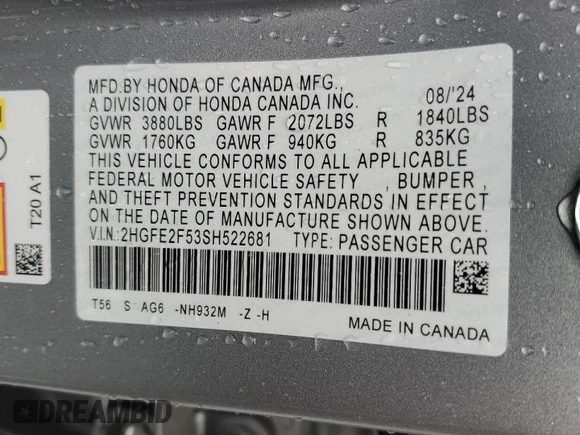 MFD.BY HONDA OF CANADA MFG.,
A DIVISION OF HONDA CANADA INC. 08/'24
GVWR 3880LBS GAWR F 2072LBS R 1840LBS
GVWR 1760KG GAWR F 940KG R 835KG
THIS VEHICLE CONFORMS TO ALL APPLICABLE
FEDERAL MOTOR VEHICLE SAFETY , BUMPER ,
AND THEFT PREVENTION STANDARDS IN EFFECT
ON THE DATE OF MANUFACTURE SHOWN ABOVE.
V.I.N:2HGFE2F53SH522681 TYPE: PASSENGER CAR
T56 S AG6 -NH932M -Z -H
MADE IN CANADA
T20 A1
DREAMBID